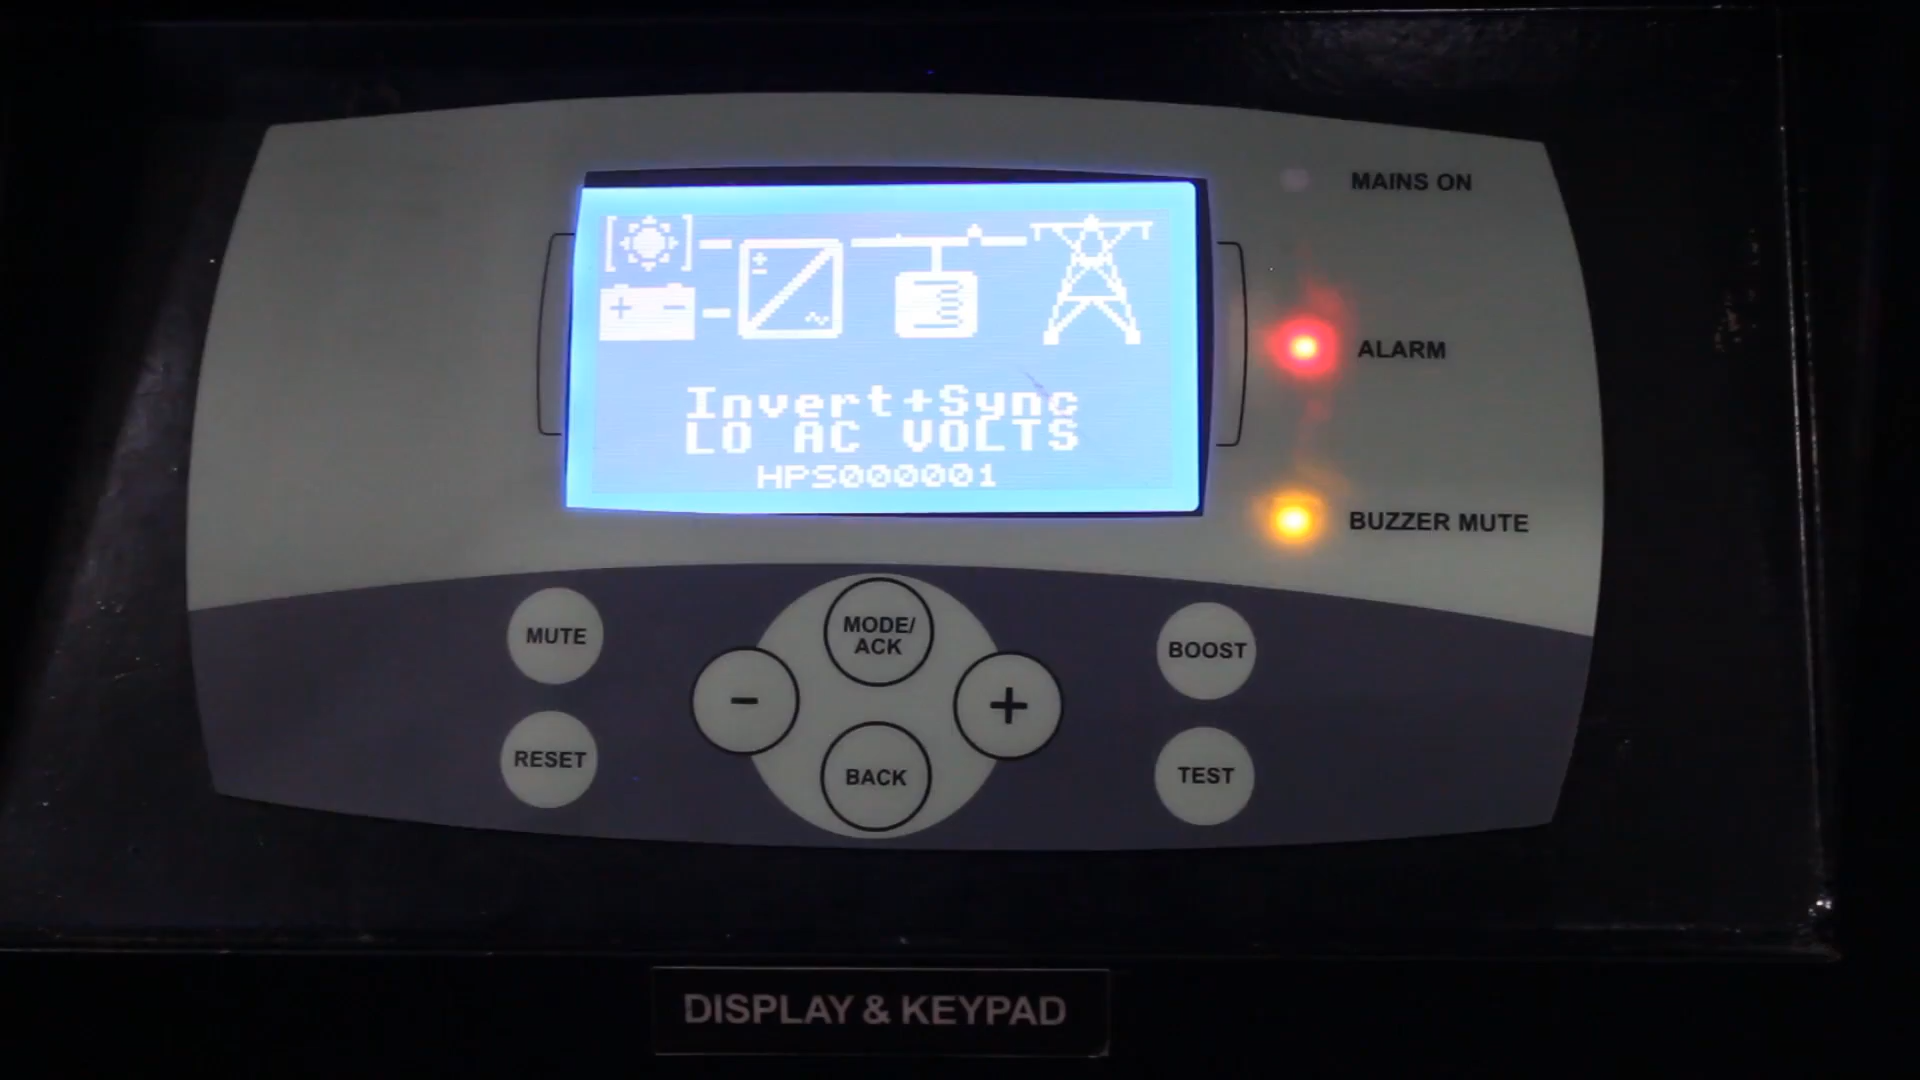 MAINS ON
ALARM
BUZZER MUTE
Invert+Sync
LO AC VOLTS
HPS000001
MUTE
MODE/
ACK
BOOST
-
+
RESET
BACK
TEST
DISPLAY & KEYPAD